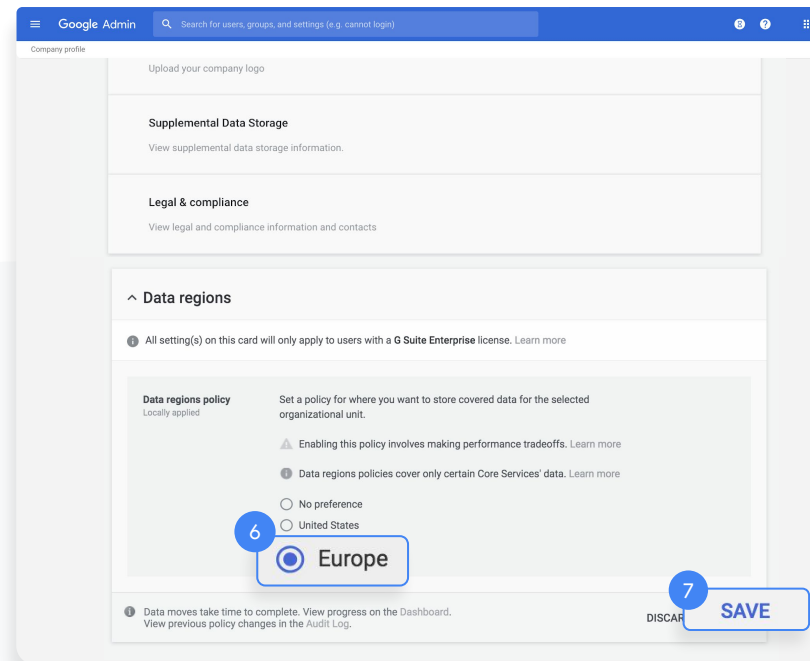 Google Admin
Search for users, groups, and settings (e.g. cannot login)
8
?
Company profile
Upload your company logo
Supplemental Data Storage
View supplemental data storage information.
Legal & compliance
View legal and compliance information and contacts
Data regions
All setting(s) on this card will only apply to users with a G Suite Enterprise license. Learn more
Data regions policy
Locally applied
Set a policy for where you want to store covered data for the selected
organizational unit.
Enabling this policy involves making performance tradeoffs. Learn more
Data regions policies cover only certain Core Services' data. Learn more
No preference
United States
6
Europe
Data moves take time to complete. View progress on the Dashboard.
View previous policy changes in the Audit Log.
DISCAR
7
SAVE